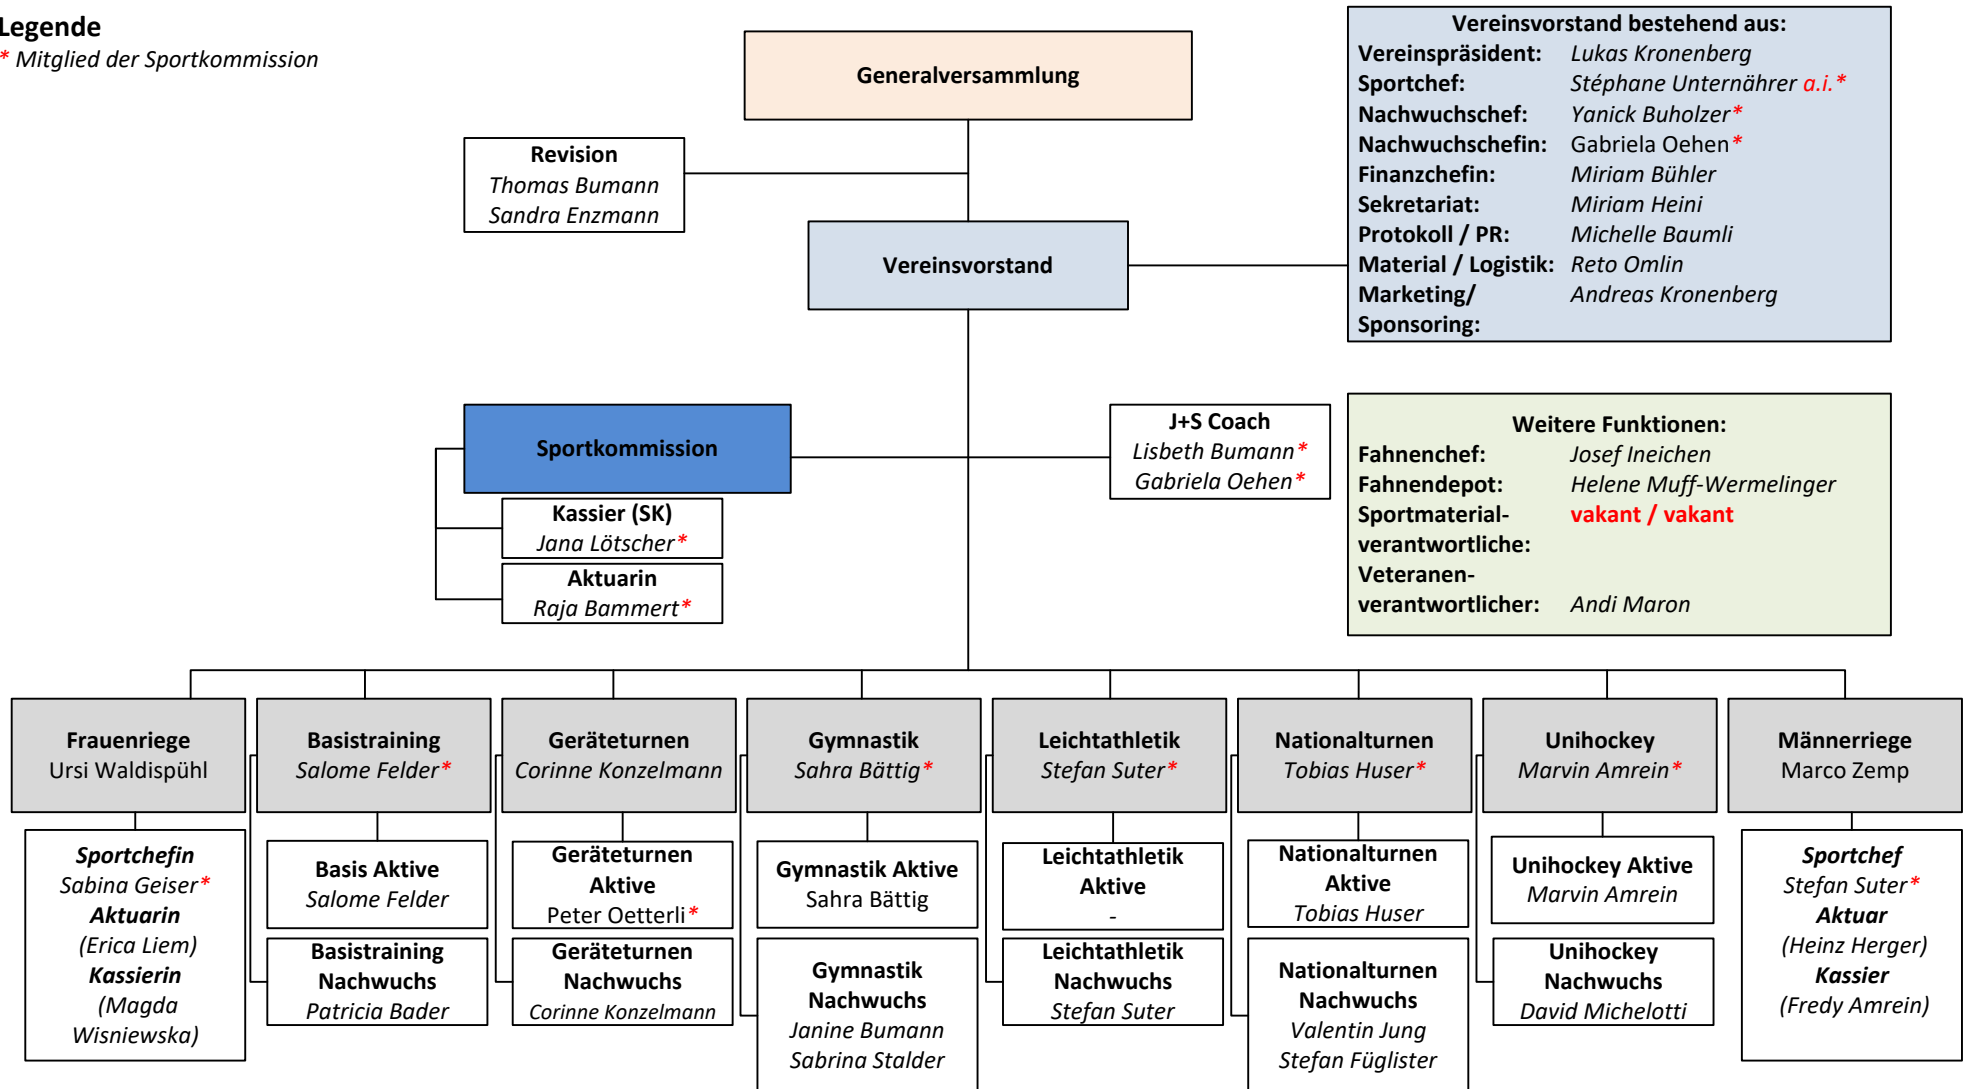 Legende
* Mitglied der Sportkommission
Generalversammlung
Vereinsvorstand bestehend aus:
Vereinspräsident: Lukas Kronenberg
Sportchef: Stéphane Unternährer a.i.*
Nachwuchschef: Yanick Buholzer*
Nachwuchschefin: Gabriela Oehen*
Finanzchefin: Miriam Bühler
Sekretariat: Miriam Heini
Protokoll / PR: Michelle Baumli
Material / Logistik: Reto Omlin
Marketing/ Andreas Kronenberg
Sponsoring:
Revision
Thomas Bumann
Sandra Enzmann
Vereinsvorstand
Sportkommission
Kassier (SK)
Jana Lötscher*
Aktuarin
Raja Bammert*
J+S Coach
Lisbeth Bumann*
Gabriela Oehen*
Weitere Funktionen:
Fahnenchef: Josef Ineichen
Fahnendepot: Helene Muff-Wermelinger
Sportmaterial- vakant / vakant
verantwortliche:
Veteranen-
verantwortlicher: Andi Maron
Frauenriege
Ursi Waldispühl
Sportchefin
Sabina Geiser*
Aktuarin
(Erica Liem)
Kassierin
(Magda
Wisniewska)
Basistraining
Salome Felder*
Basis Aktive
Salome Felder
Basistraining
Nachwuchs
Patricia Bader
Geräteturnen
Corinne Konzelmann
Geräteturnen
Aktive
Peter Oetterli*
Geräteturnen
Nachwuchs
Corinne Konzelmann
Gymnastik
Sahra Bättig*
Gymnastik Aktive
Sahra Bättig
Gymnastik
Nachwuchs
Janine Bumann
Sabrina Stalder
Leichtathletik
Stefan Suter*
Leichtathletik
Aktive
-
Leichtathletik
Nachwuchs
Stefan Suter
Nationalturnen
Tobias Huser*
Nationalturnen
Aktive
Tobias Huser
Nationalturnen
Nachwuchs
Valentin Jung
Stefan Füglister
Unihockey
Marvin Amrein*
Unihockey Aktive
Marvin Amrein
Unihockey
Nachwuchs
David Michelotti
Männerriege
Marco Zemp
Sportchef
Stefan Suter*
Aktuar
(Heinz Herger)
Kassier
(Fredy Amrein)